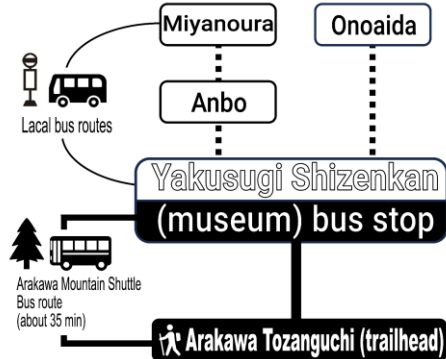 Miyanoura
Onoaida
Anbo
Lacal bus routes
Yakusugi Shizenkan
(museum) bus stop
Arakawa Mountain Shuttle
Bus route
(about 35 min)
Arakawa Tozanguchi (trailhead)